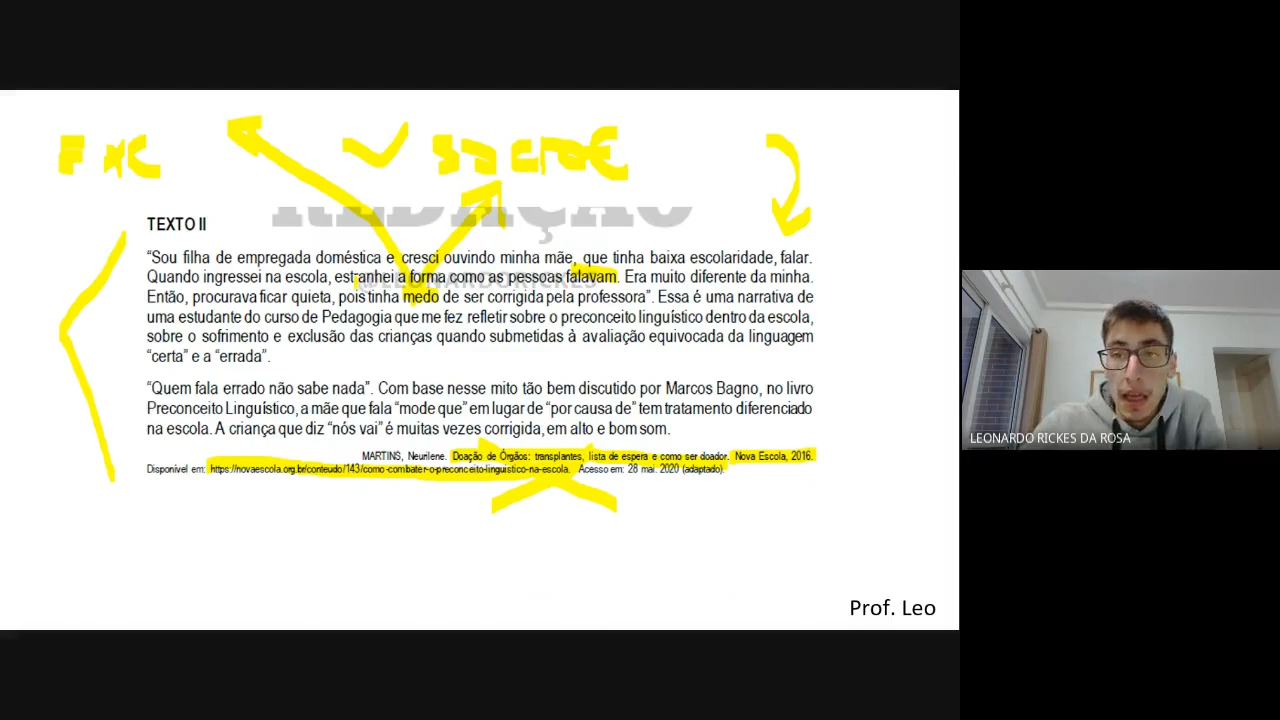 REDAÇÃO
TEXTO II
“Sou filha de empregada doméstica e cresci ouvindo minha mãe, que tinha baixa escolaridade, falar.
Quando ingressei na escola, estranhei a forma como as pessoas falavam. Era muito diferente da minha.
@LEONARDORICKES
Então, procurava ficar quieta, pois tinha medo de ser corrigida pela professora”. Essa é uma narrativa de
uma estudante do curso de Pedagogia que me fez refletir sobre o preconceito linguístico dentro da escola,
sobre o sofrimento e exclusão das crianças quando submetidas à avaliação equivocada da linguagem
“certa” e a “errada”.
“Quem fala errado não sabe nada”. Com base nesse mito tão bem discutido por Marcos Bagno, no livro
Preconceito Linguístico, a mãe que fala “mode que” em lugar de “por causa de” tem tratamento diferenciado
na escola. A criança que diz “nós vai” é muitas vezes corrigida, em alto e bom som.
MARTINS, Neurilene. Doação de Órgãos: transplantes, lista de espera e como ser doador. Nova Escola, 2016.
Disponível em: https://novaescola.org.br/conteudo/143/como-combater-o-preconceito-linguistico-na-escola. Acesso em: 28 mai. 2020 (adaptado).
LEONARDO RICKES DA ROSA
Prof. Leo